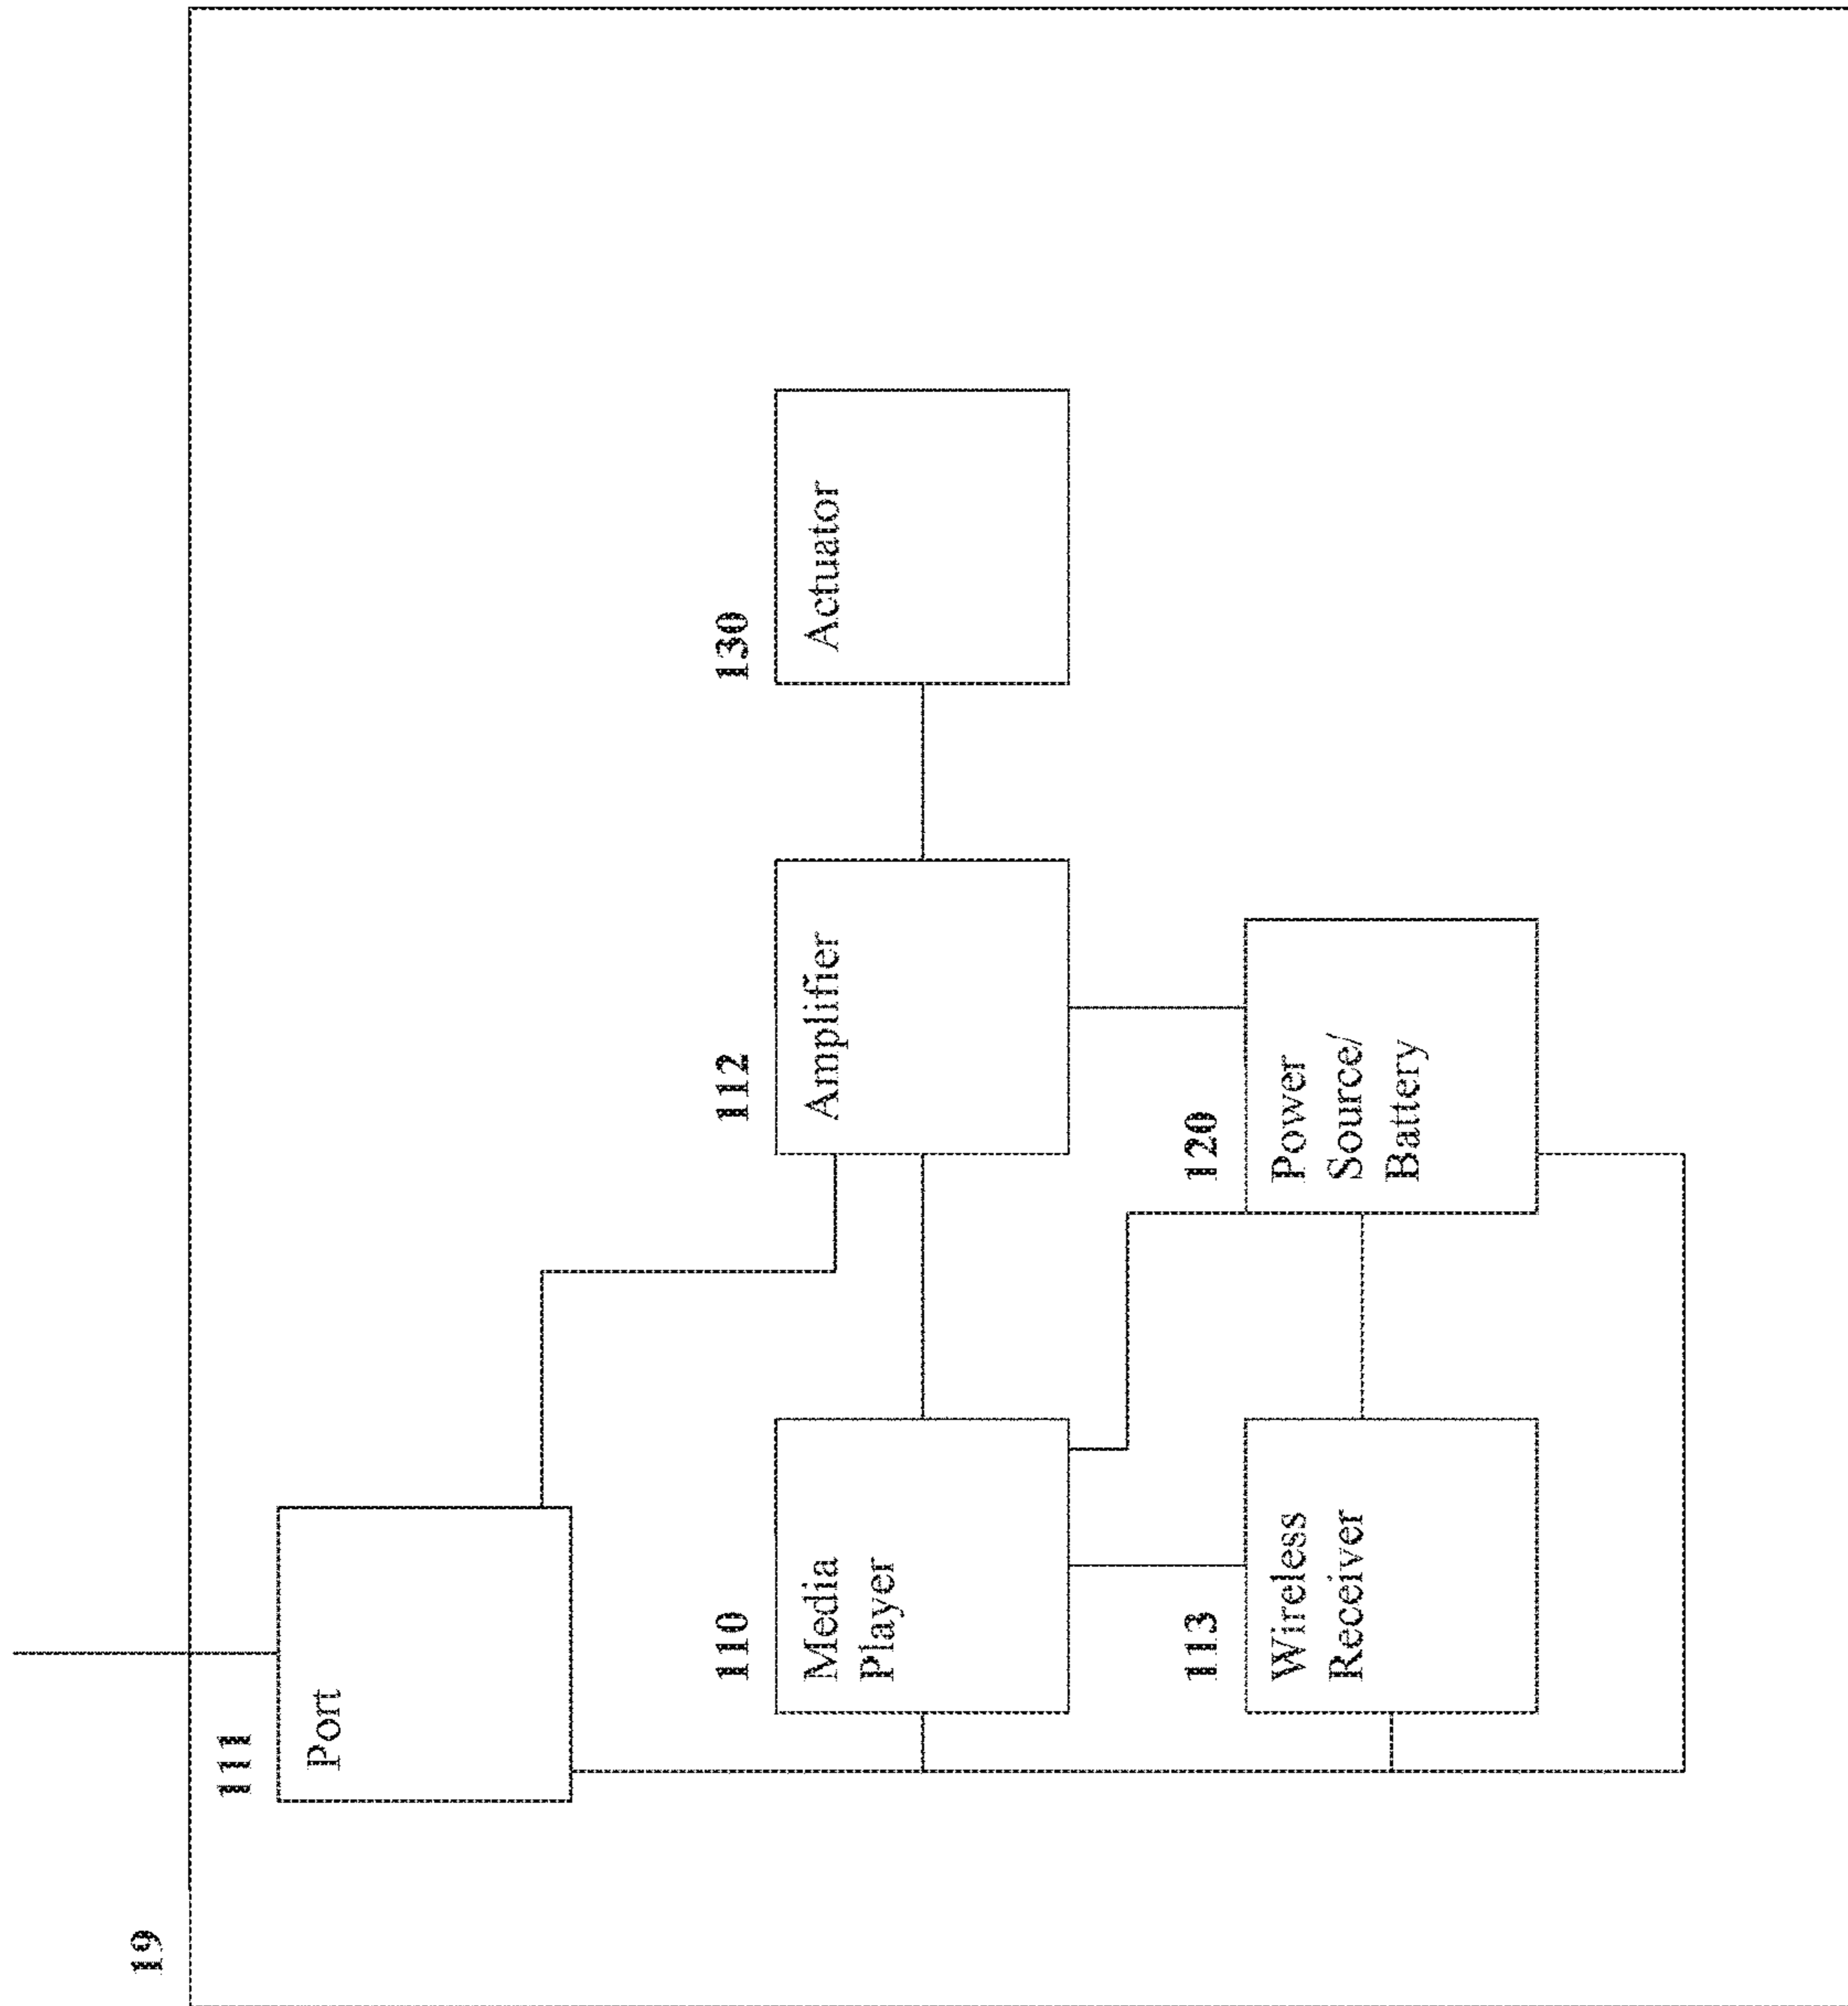 19
111
Port
110
Media
Player
112
Amplifier
130
Actuator
113
Wireless
Receiver
120
Power
Source/
Battery